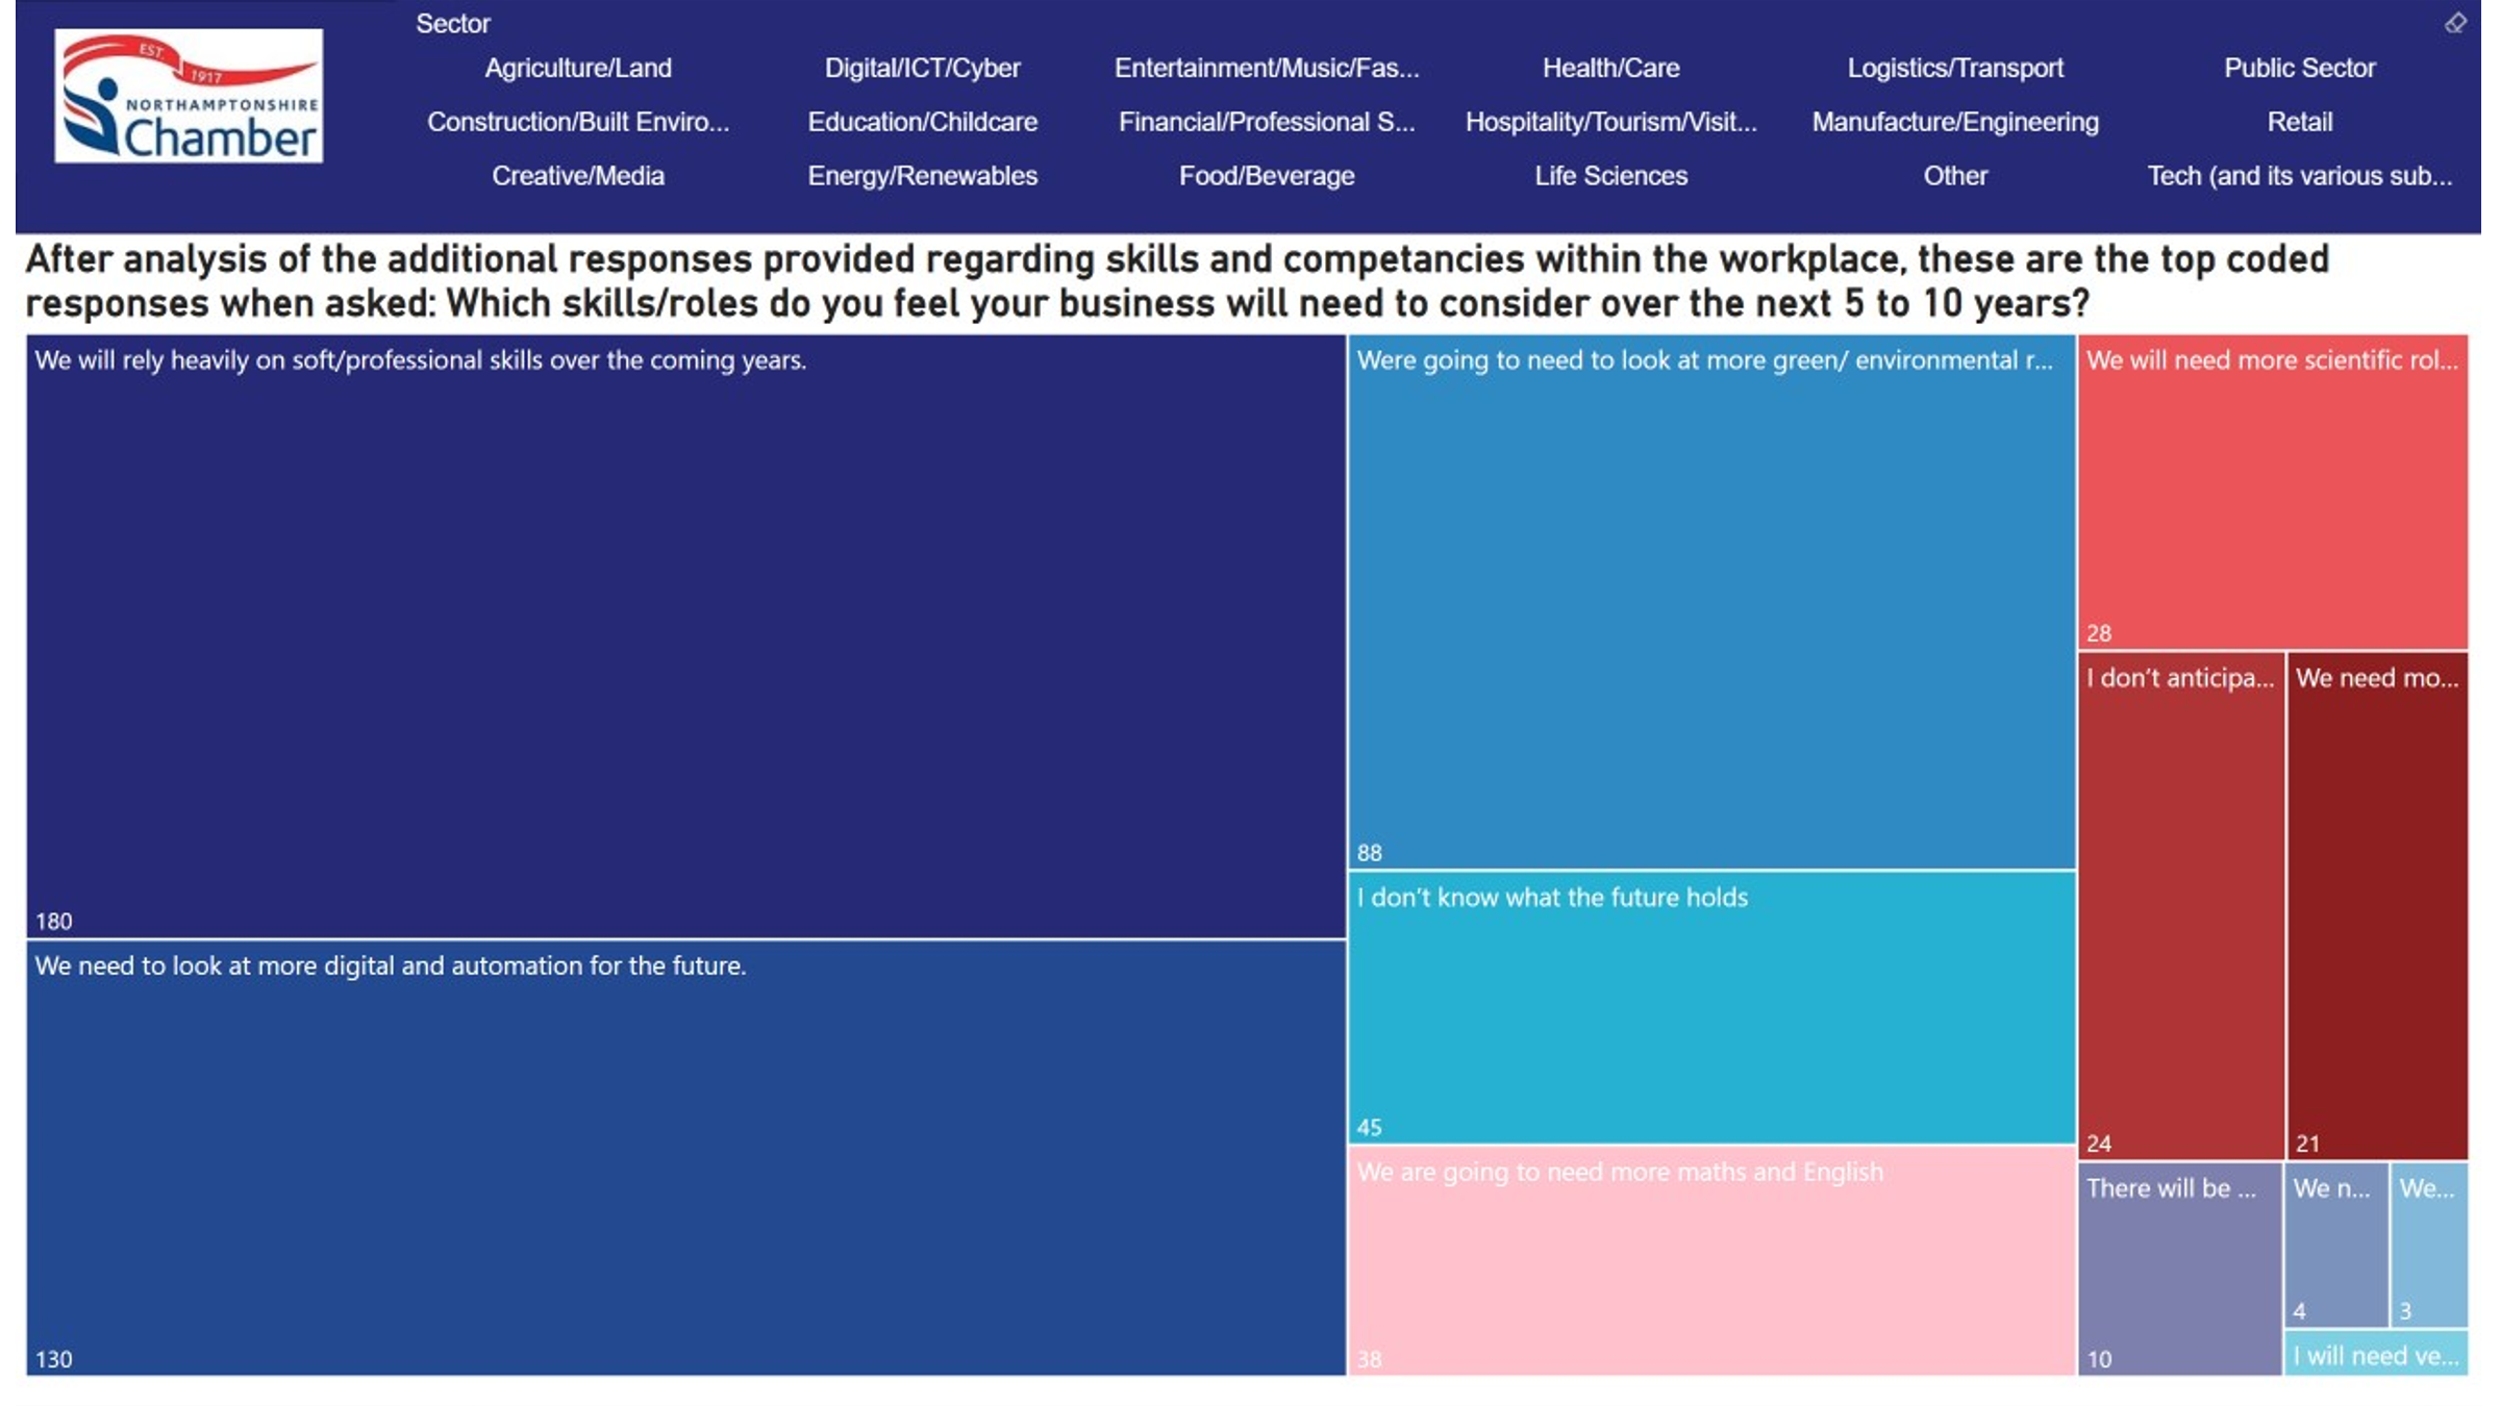 EST. 1917
NORTHAMPTONSHIRE
Chamber
Sector
Agriculture/Land
Digital/ICT/Cyber
Entertainment/Music/Fas...
Health/Care
Logistics/Transport
Public Sector
Construction/Built Enviro...
Education/Childcare
Financial/Professional S...
Hospitality/Tourism/Visit...
Manufacture/Engineering
Retail
Creative/Media
Energy/Renewables
Food/Beverage
Life Sciences
Other
Tech (and its various sub...
After analysis of the additional responses provided regarding skills and competancies within the workplace, these are the top coded
responses when asked: Which skills/roles do you feel your business will need to consider over the next 5 to 10 years?
We will rely heavily on soft/professional skills over the coming years.
180
We need to look at more digital and automation for the future.
130
Were going to need to look at more green/ environmental r...
88
I don't know what the future holds
45
We are going to need more maths and English
38
We will need more scientific rol...
28
I don't anticipa...
24
We need mo...
21
There will be ...
10
We n...
4
We...
3
I will need ve...